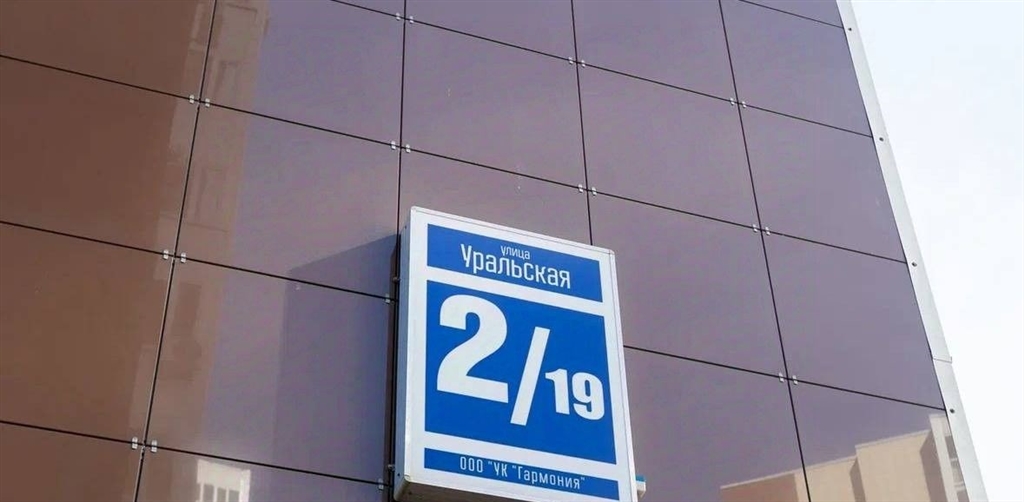 улица
Уральская
2/19
ООО "УК "Гармония"